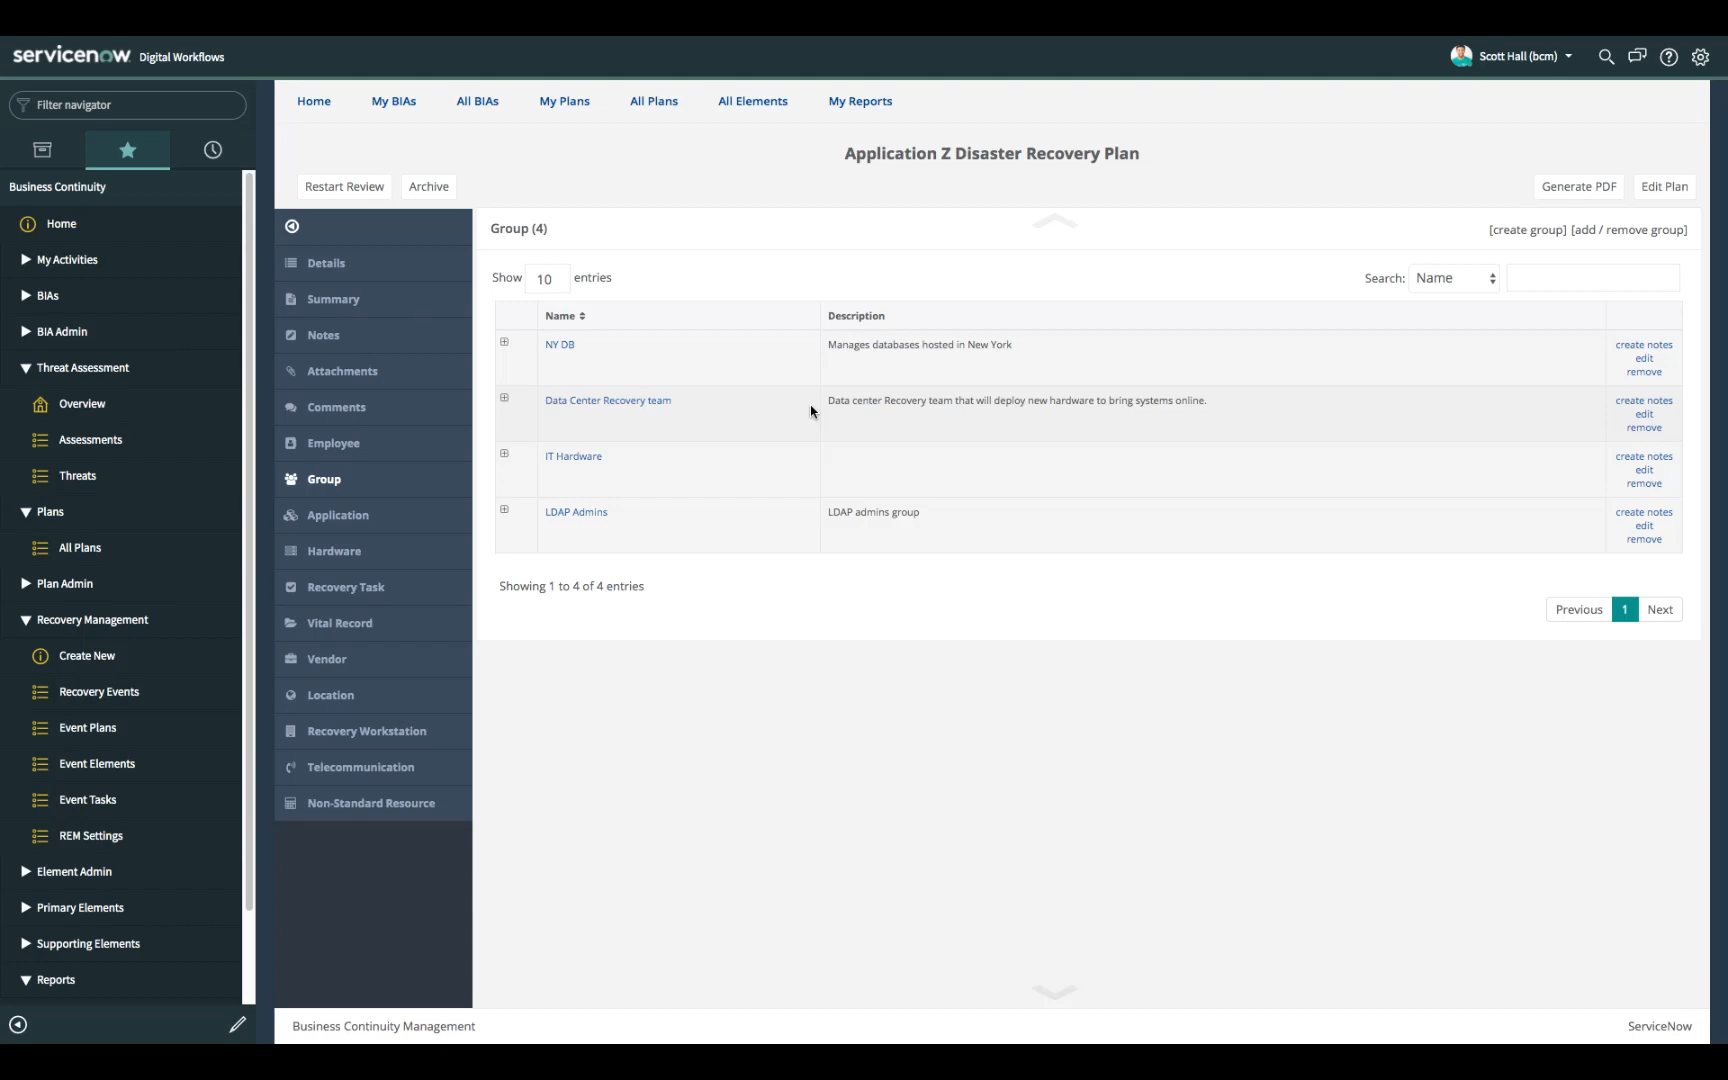 servicenow Digital Workflows
Scott Hall (bcm)
Filter navigator
Business Continuity
Home
My Activities
BIAs
BIA Admin
Threat Assessment
Overview
Assessments
Threats
Plans
All Plans
Plan Admin
Recovery Management
Create New
Recovery Events
Event Plans
Event Elements
Event Tasks
REM Settings
Element Admin
Primary Elements
Supporting Elements
Reports
Home My BIAs All BIAs My Plans All Plans All Elements My Reports
Application Z Disaster Recovery Plan
Restart Review Archive Generate PDF Edit Plan
Details
Summary
Notes
Attachments
Comments
Employee
Group
Application
Hardware
Recovery Task
Vital Record
Vendor
Location
Recovery Workstation
Telecommunication
Non-Standard Resource
Group (4) [create group] [add / remove group]
Show 10 entries Search: Name
Name Description
NY DB Manages databases hosted in New York create notes
edit
remove
Data Center Recovery team Data center Recovery team that will deploy new hardware to bring systems online. create notes
edit
remove
IT Hardware create notes
edit
remove
LDAP Admins LDAP admins group create notes
edit
remove
Showing 1 to 4 of 4 entries
Previous 1 Next
Business Continuity Management ServiceNow